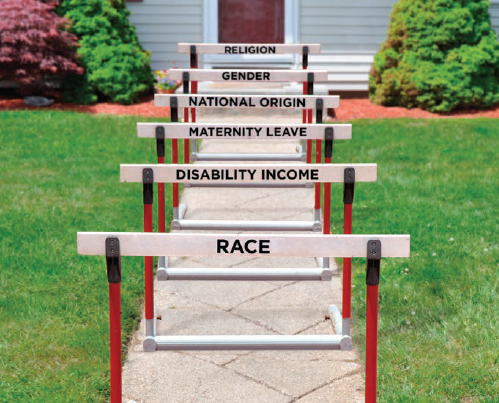 RELIGION
GENDER
NATIONAL ORIGIN
MATERNITY LEAVE
DISABILITY INCOME
RACE